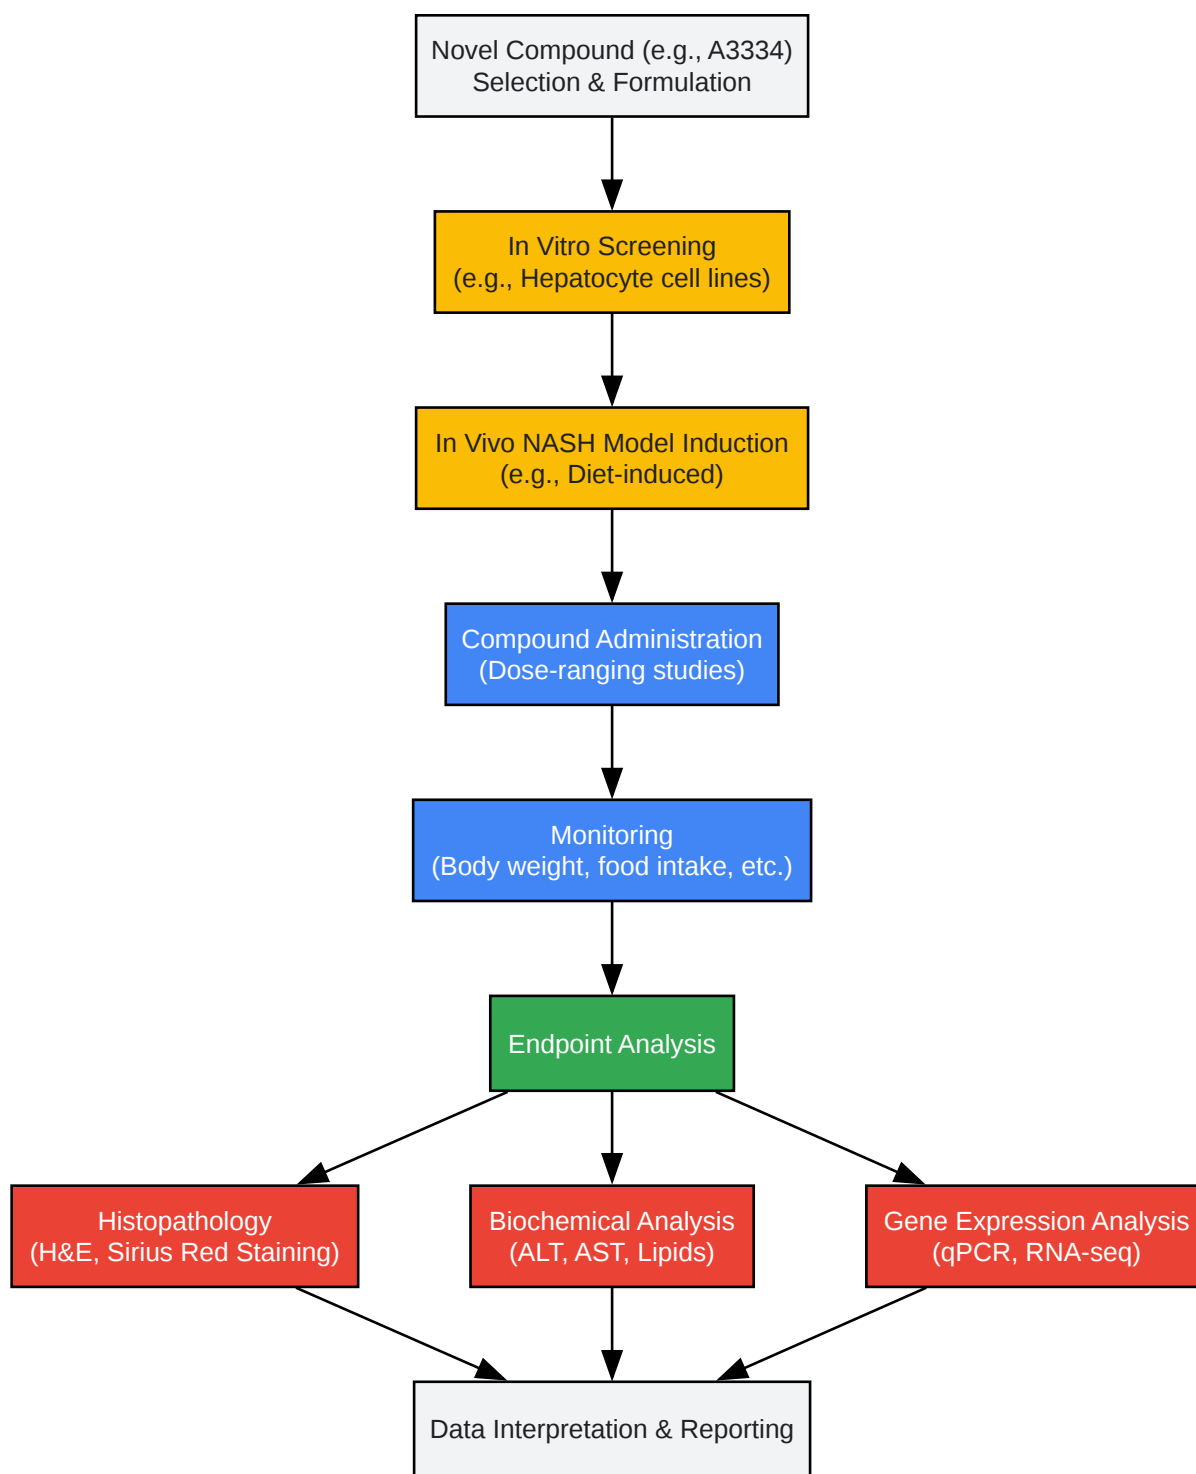 Novel Compound (e.g., A3334)
Selection & Formulation
In Vitro Screening
(e.g., Hepatocyte cell lines)
In Vivo NASH Model Induction
(e.g., Diet-induced)
Compound Administration
(Dose-ranging studies)
Monitoring
(Body weight, food intake, etc.)
Endpoint Analysis
Histopathology
(H&E, Sirius Red Staining)
Biochemical Analysis
(ALT, AST, Lipids)
Gene Expression Analysis
(qPCR, RNA-seq)
Data Interpretation & Reporting